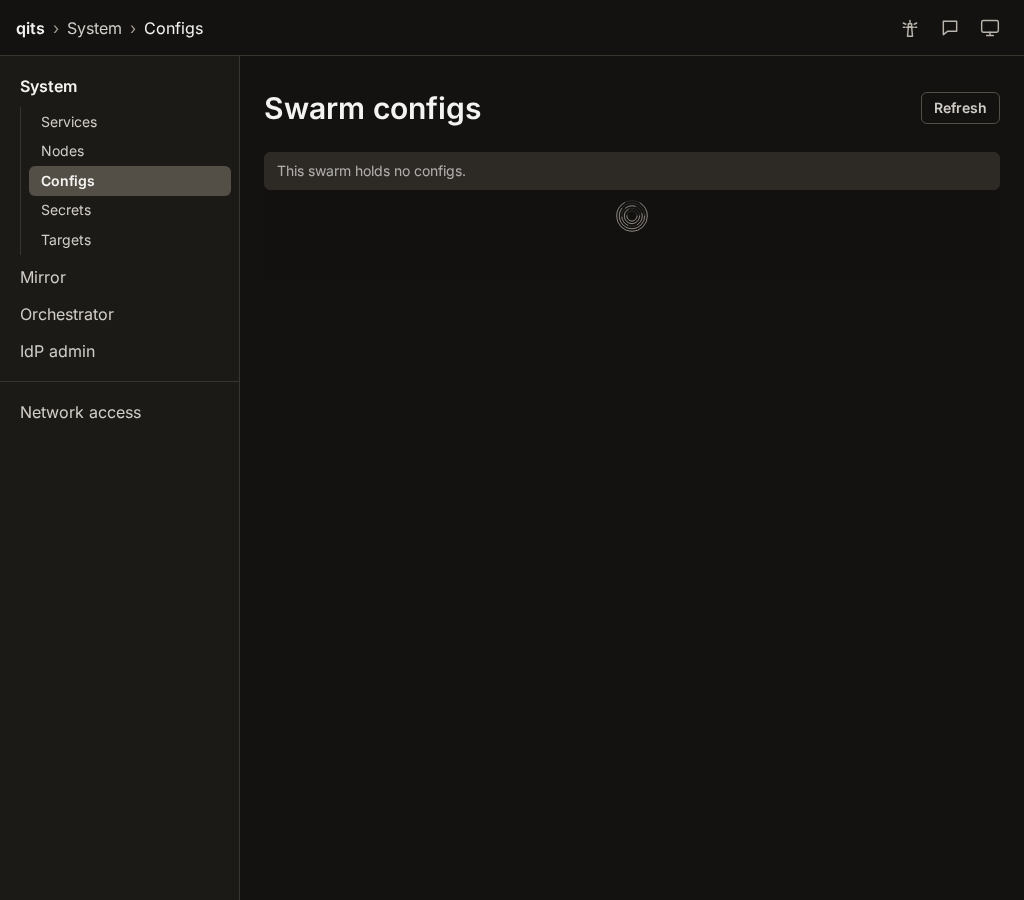 qits › System › Configs
System
Services
Nodes
Configs
Secrets
Targets
Mirror
Orchestrator
IdP admin
Network access
Swarm configs
Refresh
This swarm holds no configs.